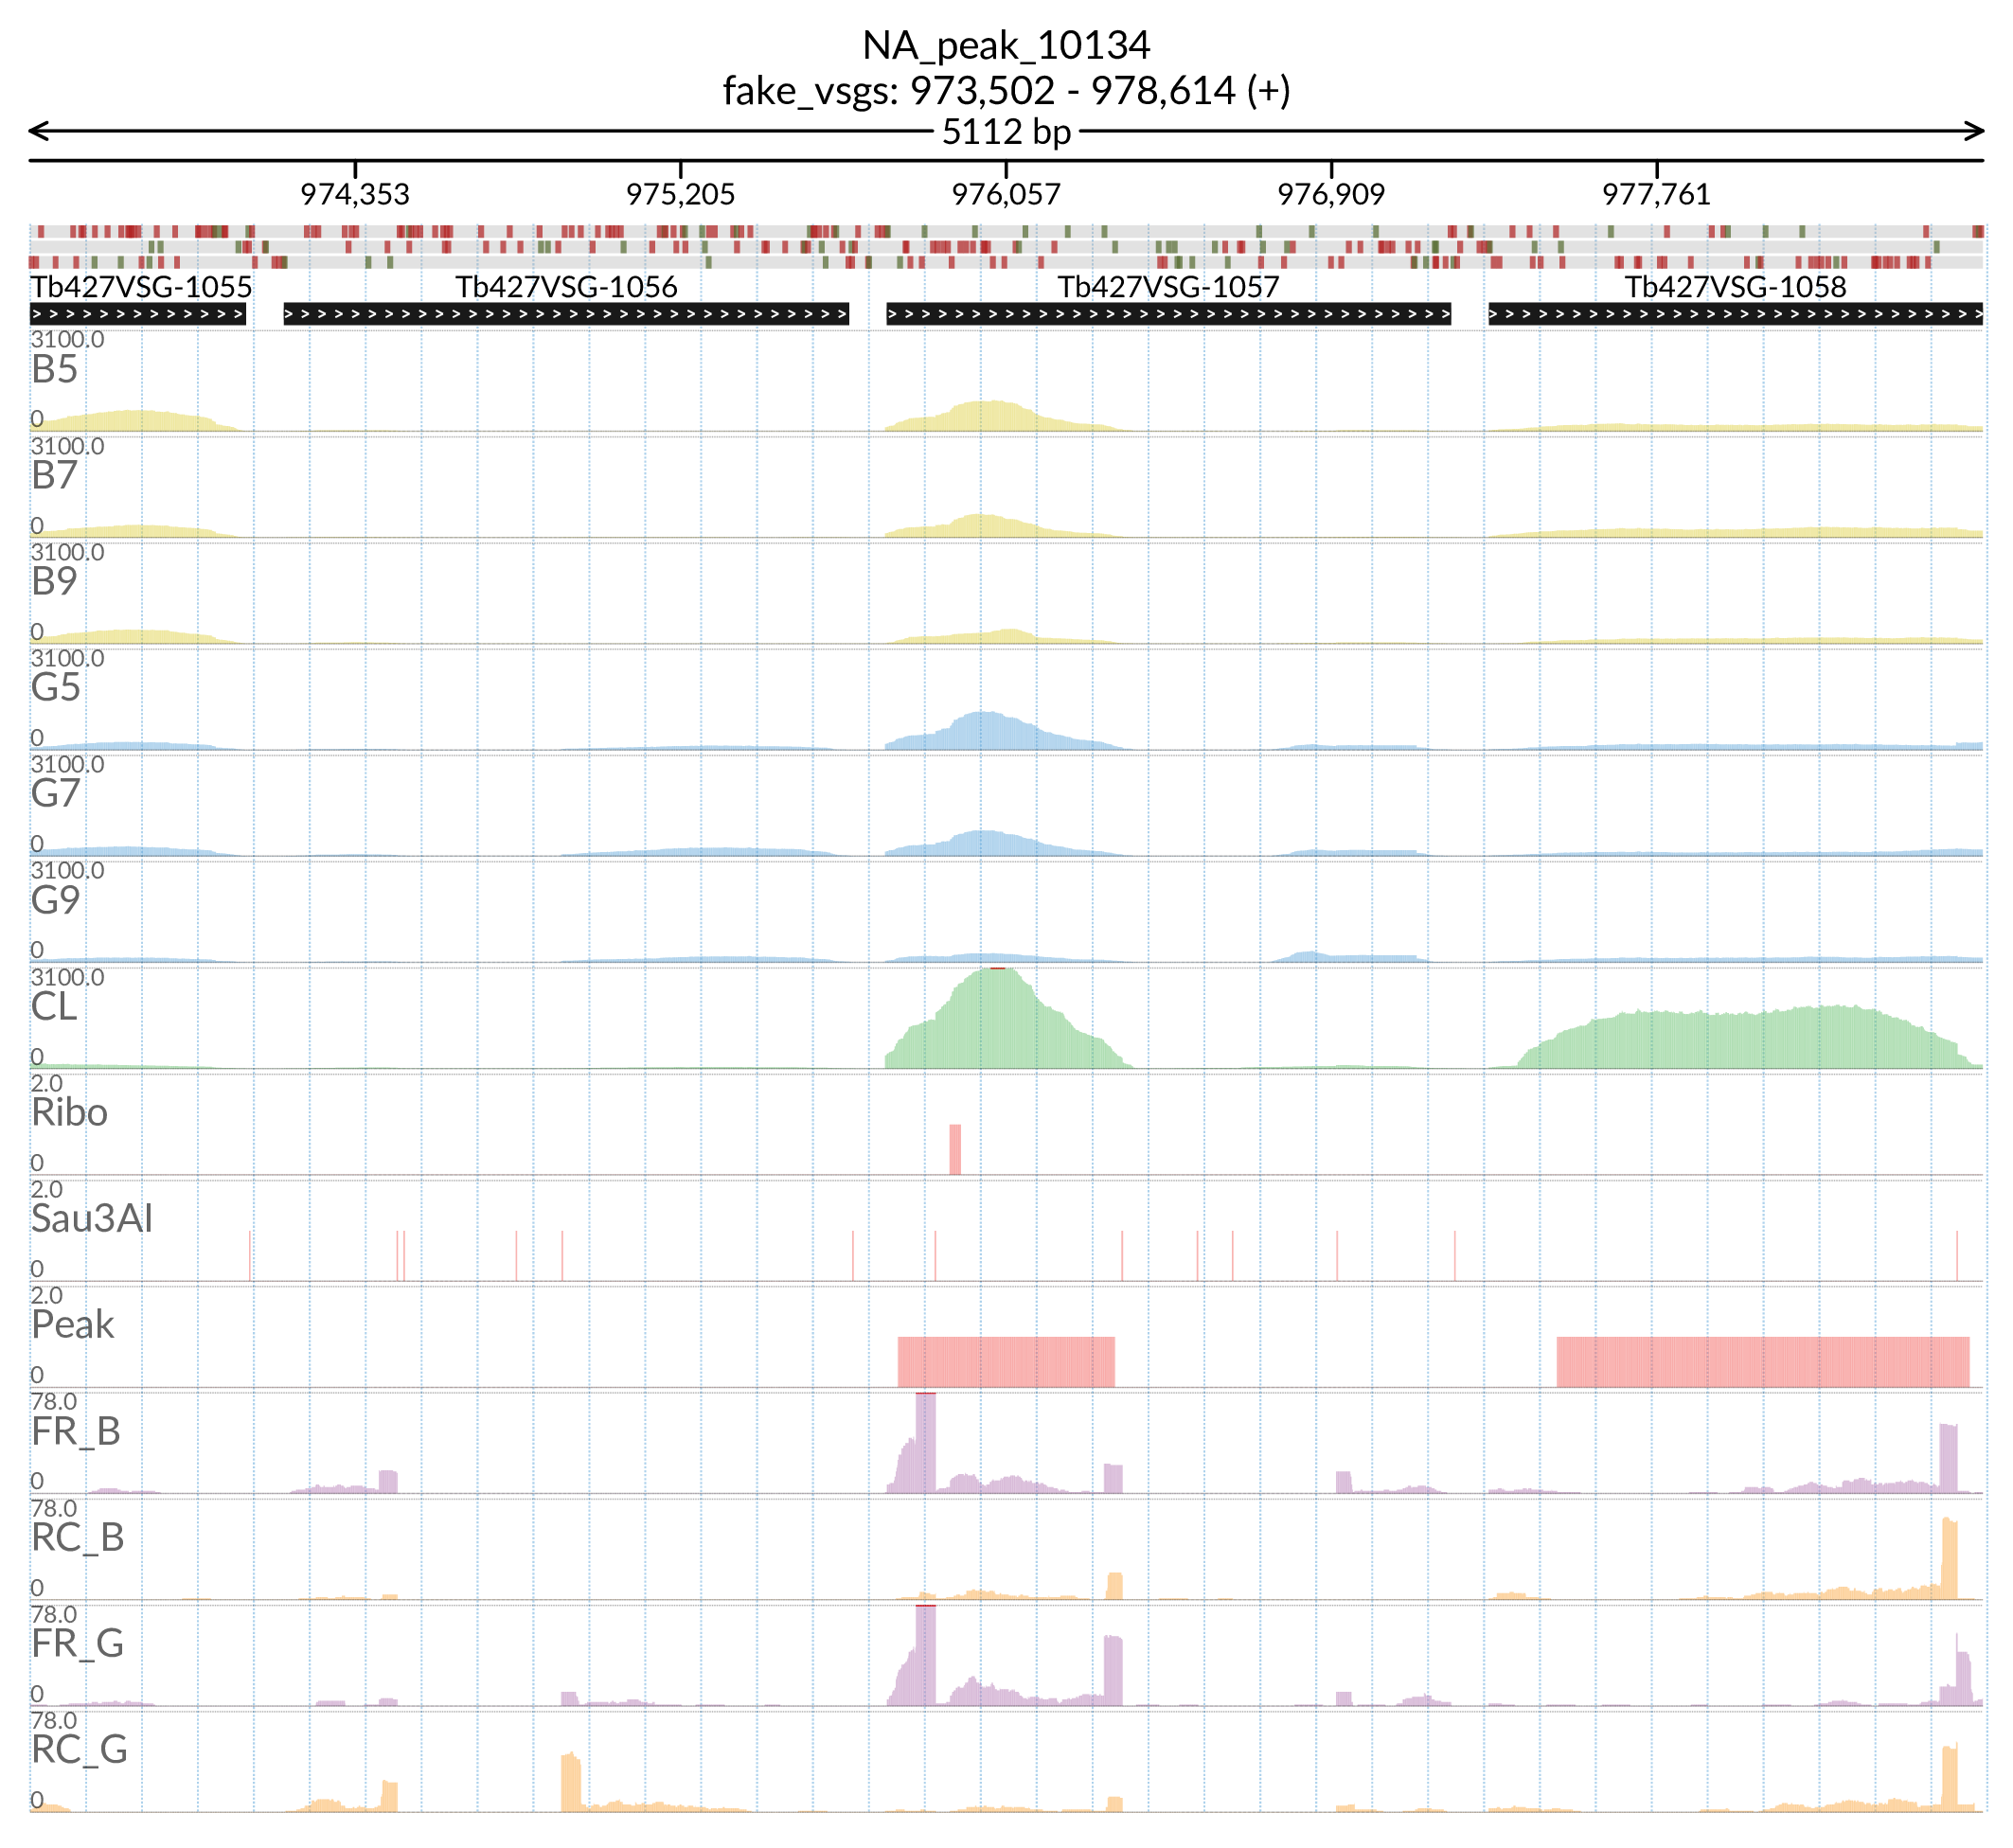 NA_peak_10134
fake_vsgs: 973,502 - 978,614 (+)
5112 bp
974,353 975,205 976,057 976,909 977,761
Tb427VSG-1055 Tb427VSG-1056 Tb427VSG-1057 Tb427VSG-1058
3100.0
B5
0
3100.0
B7
0
3100.0
B9
0
3100.0
G5
0
3100.0
G7
0
3100.0
G9
0
3100.0
CL
0
2.0
Ribo
0
2.0
Sau3AI
0
2.0
Peak
0
78.0
FR_B
0
78.0
RC_B
0
78.0
FR_G
0
78.0
RC_G
0